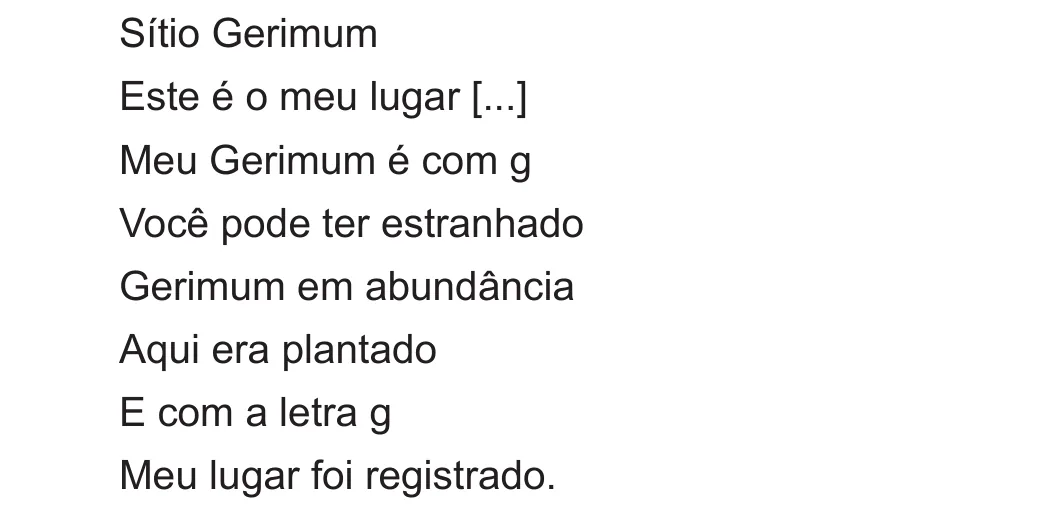 Sítio Gerimum
Este é o meu lugar [...]
Meu Gerimum é com g
Você pode ter estranhado
Gerimum em abundância
Aqui era plantado
E com a letra g
Meu lugar foi registrado.